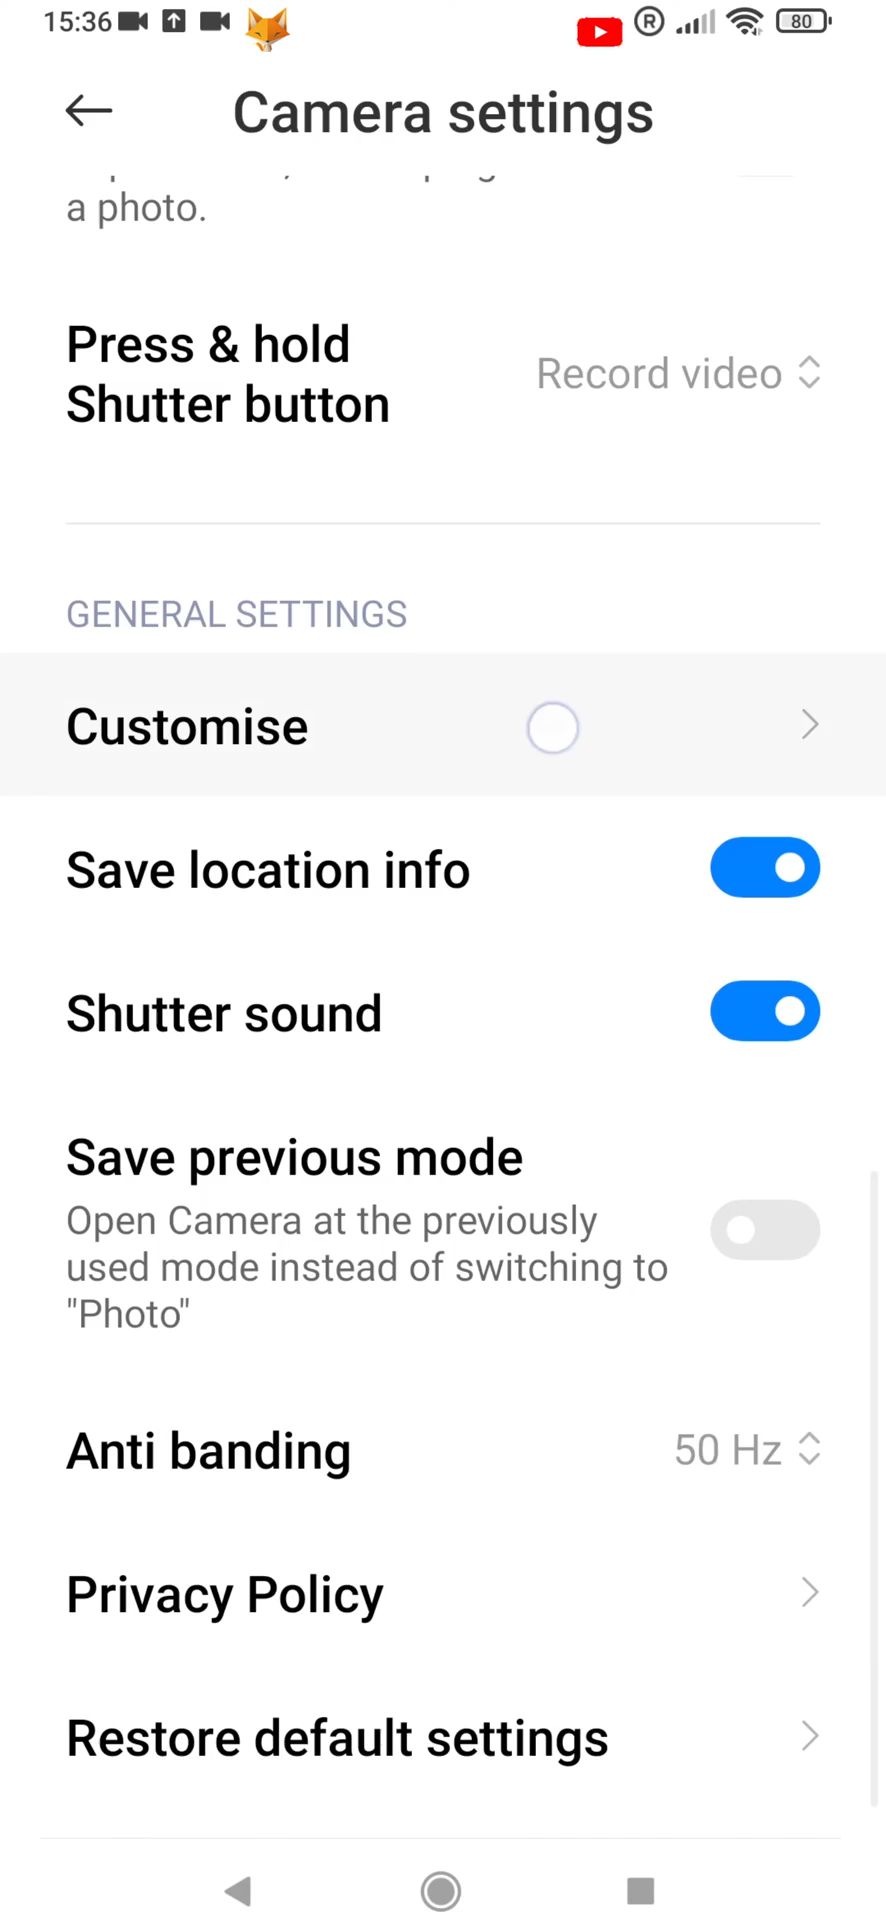 15:36 R 80
Camera settings
a photo.
Press & hold
Shutter button
Record video
GENERAL SETTINGS
Customise
Save location info
Shutter sound
Save previous mode
Open Camera at the previously
used mode instead of switching to
"Photo"
Anti banding
50 Hz
Privacy Policy
Restore default settings